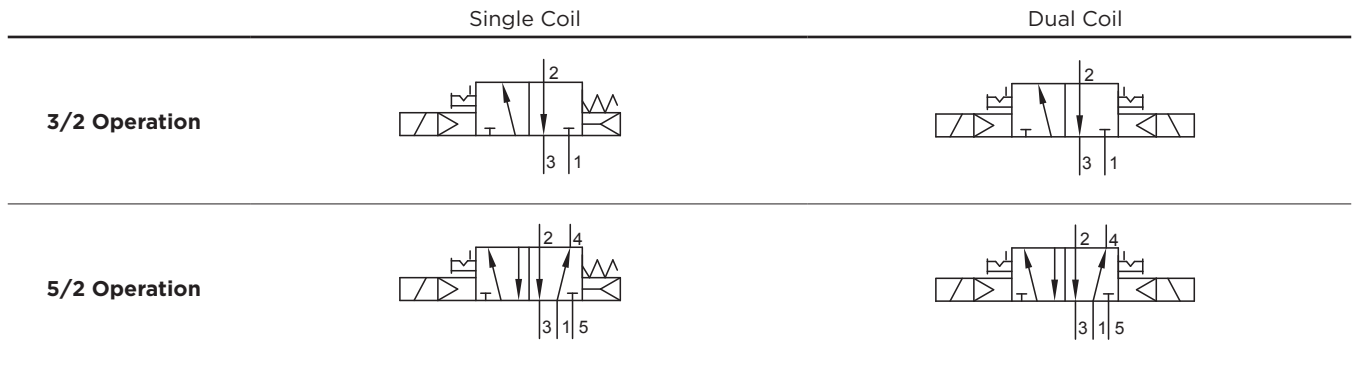 Single Coil Dual Coil
3/2 Operation
2 2
3 1 3 1
5/2 Operation
2 4 2 4
3 1 5 3 1 5